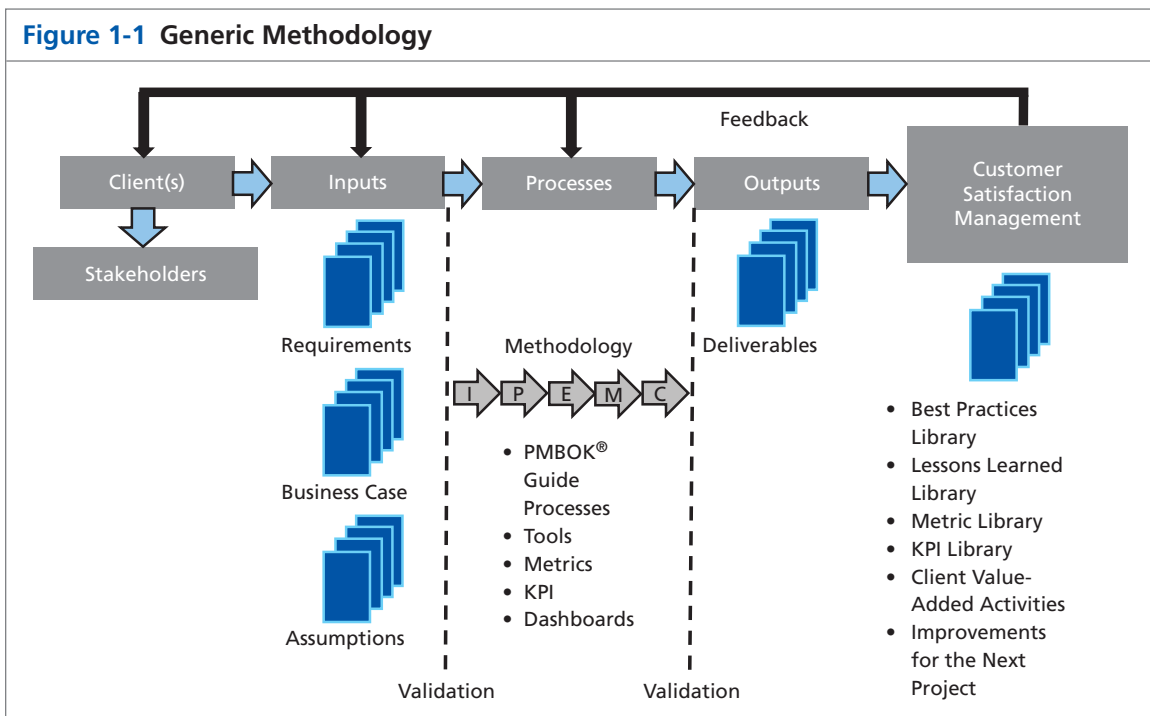 Figure 1-1 Generic Methodology
Feedback
Client(s)
Inputs
Processes
Outputs
Customer
Satisfaction
Management
Stakeholders
Requirements
Business Case
Assumptions
Methodology
I P E M C
• PMBOK® 
Guide
Processes
• Tools
• Metrics
• KPI
• Dashboards
Deliverables
• Best Practices
Library
• Lessons Learned
Library
• Metric Library
• KPI Library
• Client Value-
Added Activities
• Improvements
for the Next
Project
Validation
Validation